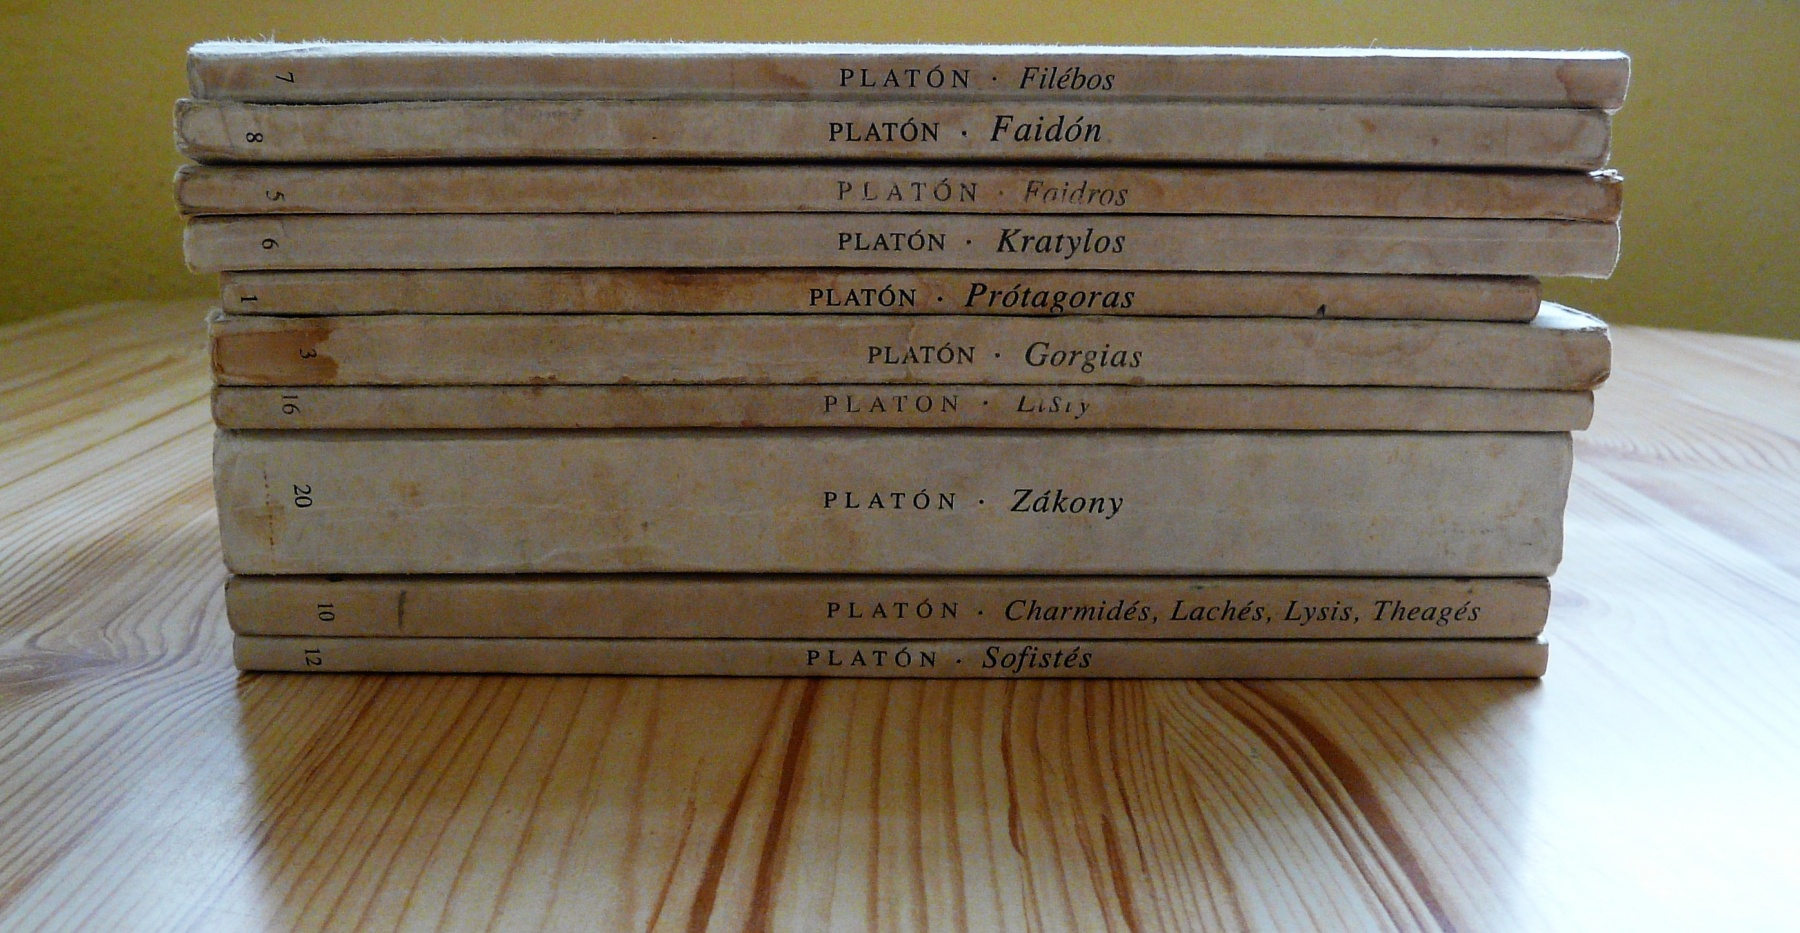 7 PLATÓN · Filébos
8 PLATÓN · Faidón
5 PLATÓN · Faidros
6 PLATÓN · Kratylos
1 PLATÓN · Prótagoras
3 PLATÓN · Gorgias
16 PLATÓN · Listy
20 PLATÓN · Zákony
10 PLATÓN · Charmidés, Lachés, Lysis, Theagés
12 PLATÓN · Sofistés